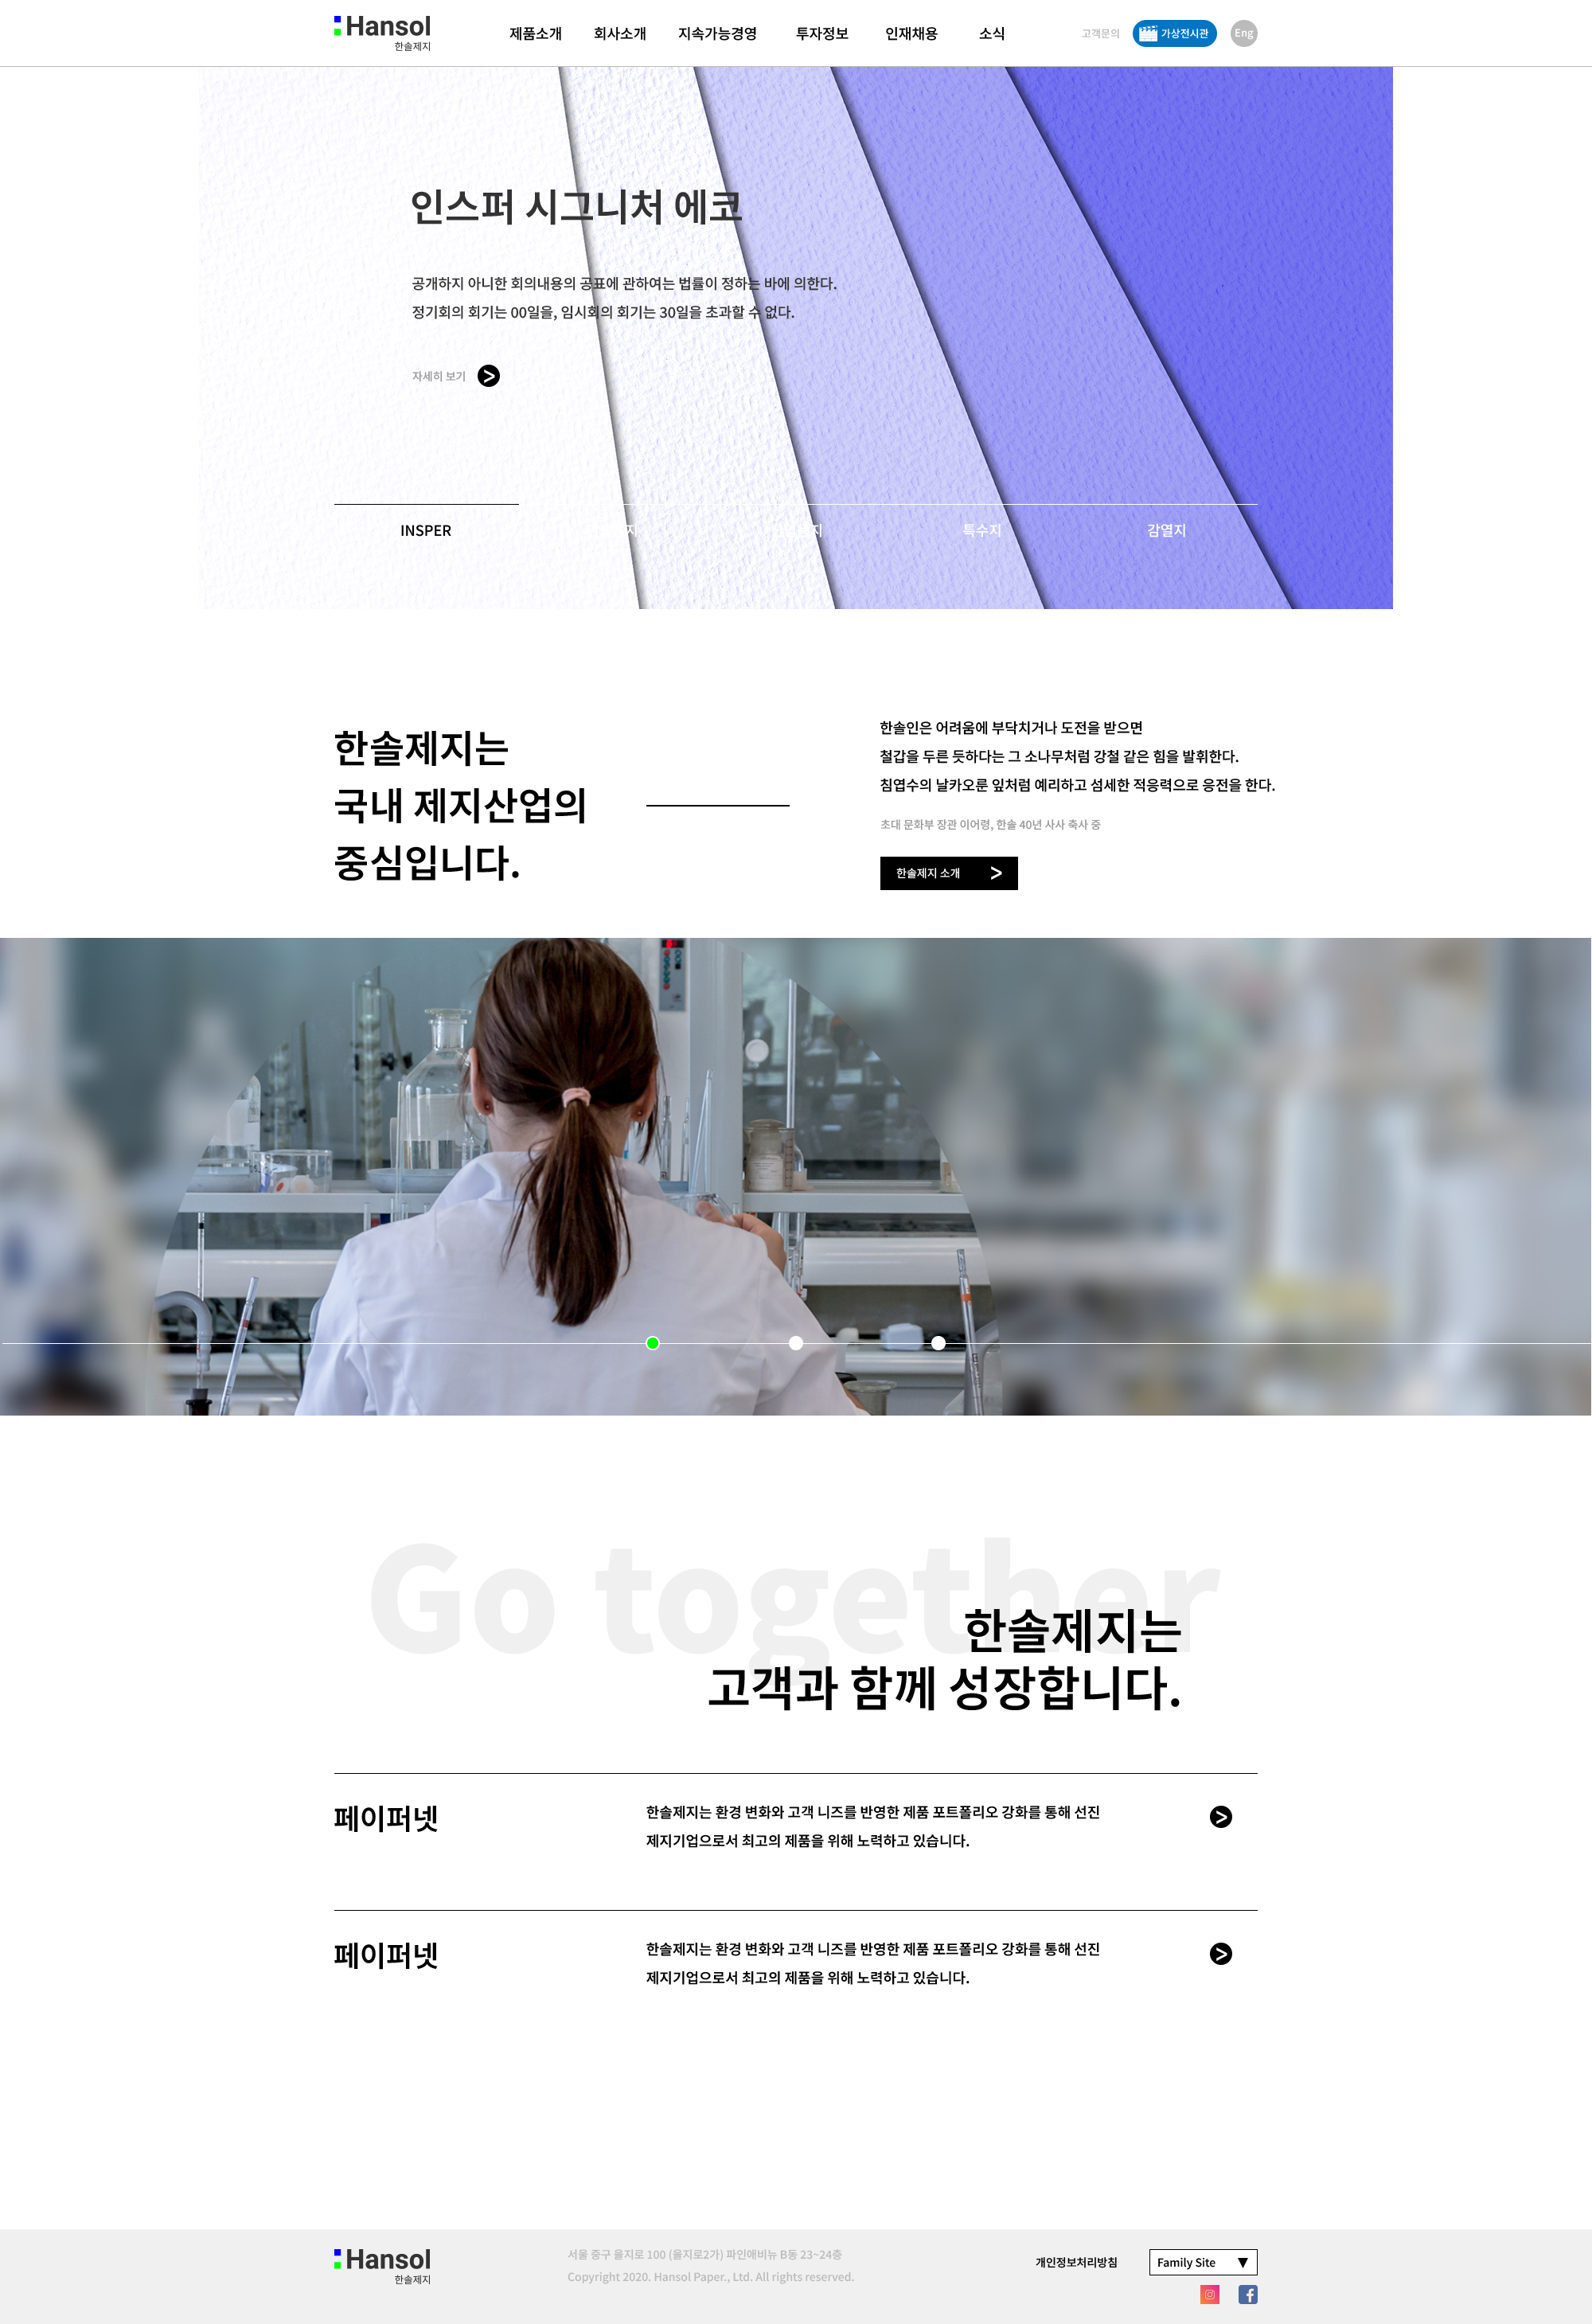 Hansol
한솔제지
제품소개
회사소개
지속가능경영
투자보
인재채용
소식
고객문의
가상전시관
Eng
인스퍼 시그니처 에코
공개하지 아니한 회의내용의 공표에 관하여는 법률이 정하는 바에 의한다.
정기회의 회기는 00일을, 임시회의 회기는 30일을 초과할 수 없다.
자세히 보기
INSPER
특수지
감열지
한솔제지는
국내 제지산업의
중심입니다.
한솔인은 어려움에 부닥치거나 도전을 받으면
철갑을 두른 듯하다는 그 소나무처럼 강철 같은 힘을 발휘한다.
침엽수의 날카오룬 잎처럼 예리하고 섬세한 적응력으로 응전을 한다.
초대 문화부 장관 이어령, 한솔 40년 사사 축사 중
한솔제지 소개
Go together
한솔제지는
고객과 함께 성장합니다.
페이퍼넷
한솔제지는 환경 변화와 고객 니즈를 반영한 제품 포트폴리오 강화를 통해 선진
제지기업으로서 최고의 제품을 위해 노력하고 있습니다.
페이퍼넷
한솔제지는 환경 변화와 고객 니즈를 반영한 제품 포트폴리오 강화를 통해 선진
제지기업으로서 최고의 제품을 위해 노력하고 있습니다.
Hansol
한솔제지
서울 중구 을지로 100 (을지로2가) 파인애비뉴 B동 23~24층
Copyright 2020. Hansol Paper., Ltd. All rights reserved.
개인정보처리방침
Family Site